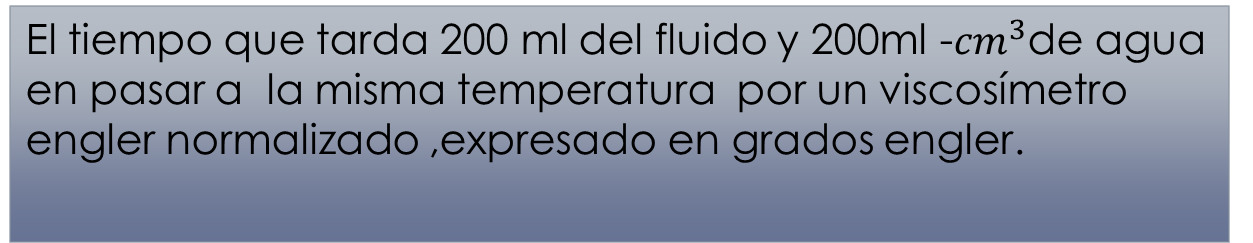 El tiempo que tarda 200 ml del fluido y 200ml -cm³de agua
en pasar a la misma temperatura por un viscosímetro
engler normalizado ,expresado en grados engler.